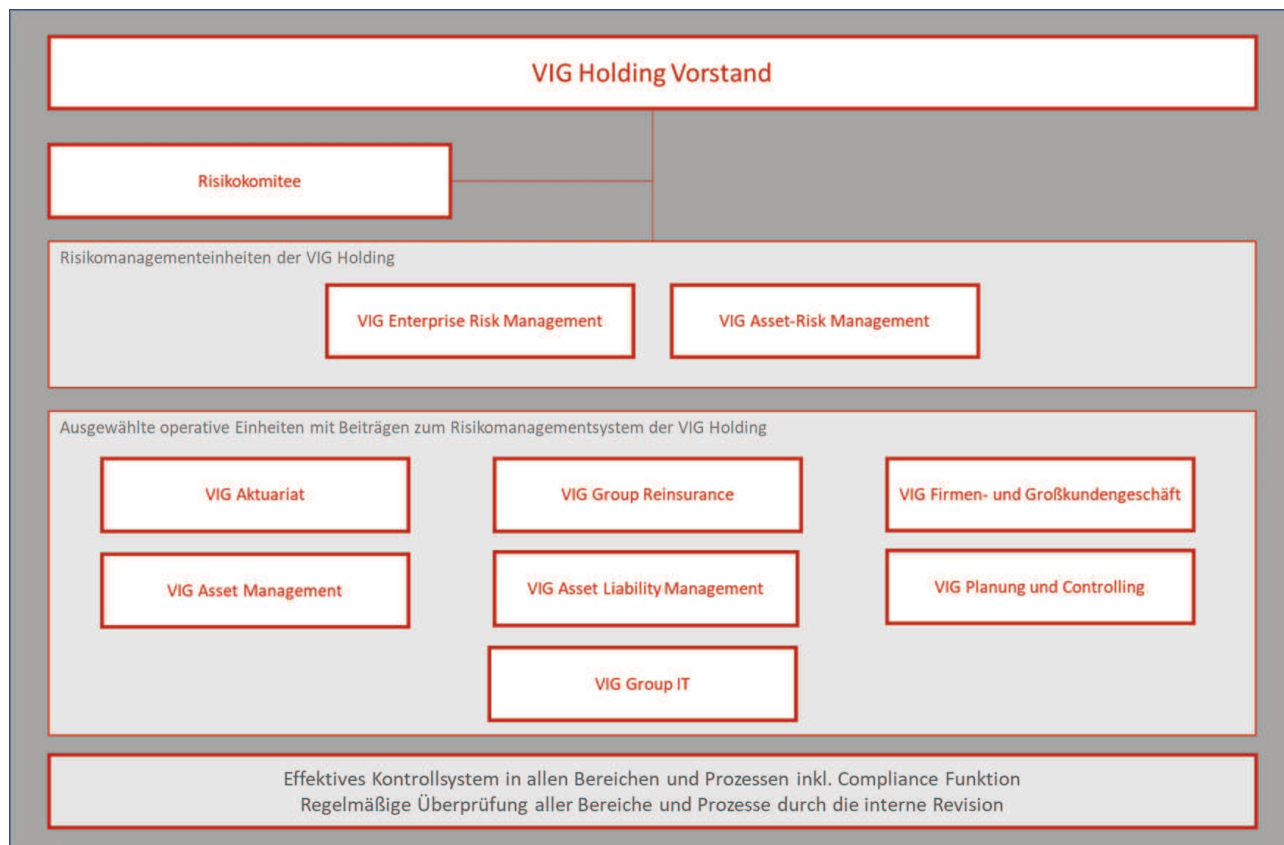 VIG Holding Vorstand
Risikokomitee
Risikomanagementeinheiten der VIG Holding
VIG Enterprise Risk Management
VIG Asset-Risk Management
Ausgewählte operative Einheiten mit Beiträgen zum Risikomanagementsystem der VIG Holding
VIG Aktuariat
VIG Group Reinsurance
VIG Firmen- und Großkundengeschäft
VIG Asset Management
VIG Asset Liability Management
VIG Planung und Controlling
VIG Group IT
Effektives Kontrollsystem in allen Bereichen und Prozessen inkl. Compliance Funktion
Regelmäßige Überprüfung aller Bereiche und Prozesse durch die interne Revision